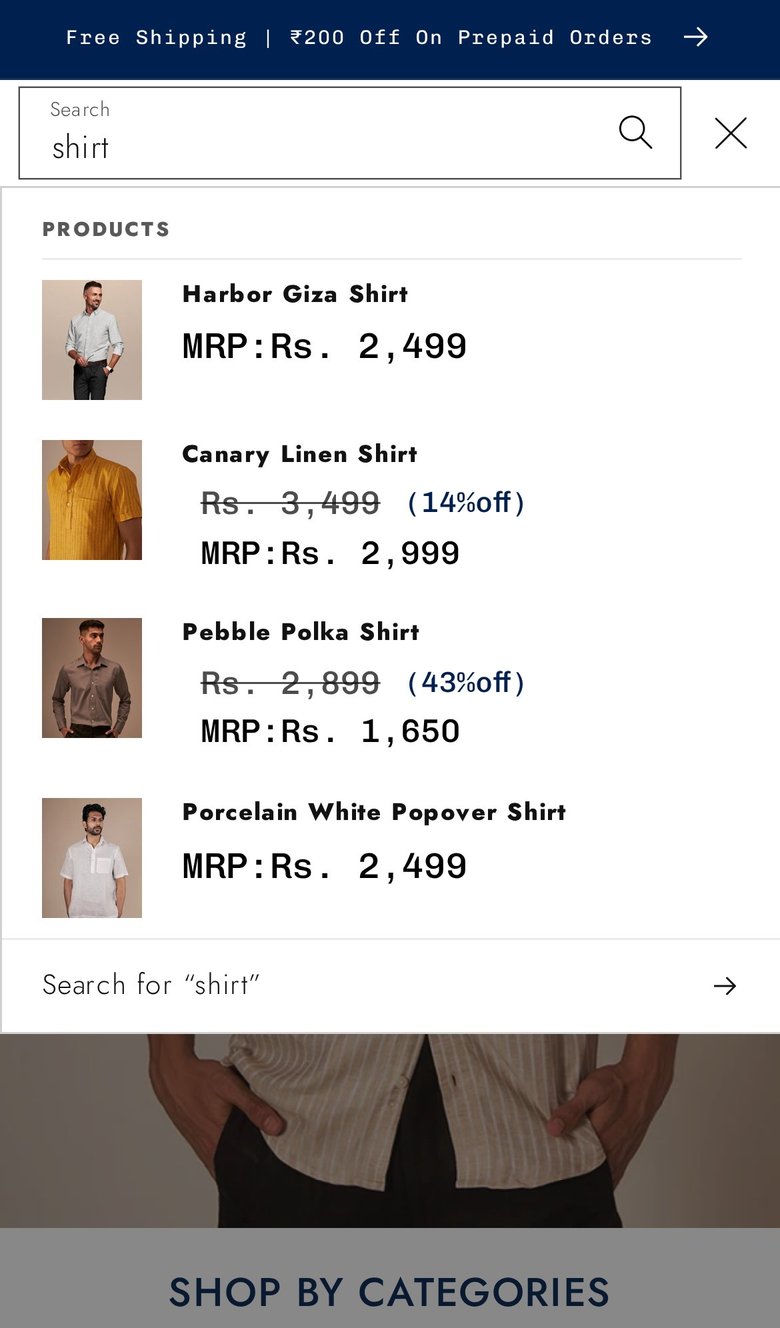 Free Shipping | ₹200 Off On Prepaid Orders
Search
shirt
PRODUCTS
Harbor Giza Shirt
MRP:Rs. 2,499
Canary Linen Shirt
Rs. 3,499 (14%off)
MRP:Rs. 2,999
Pebble Polka Shirt
Rs. 2,899 (43%off)
MRP:Rs. 1,650
Porcelain White Popover Shirt
MRP:Rs. 2,499
Search for “shirt”
SHOP BY CATEGORIES